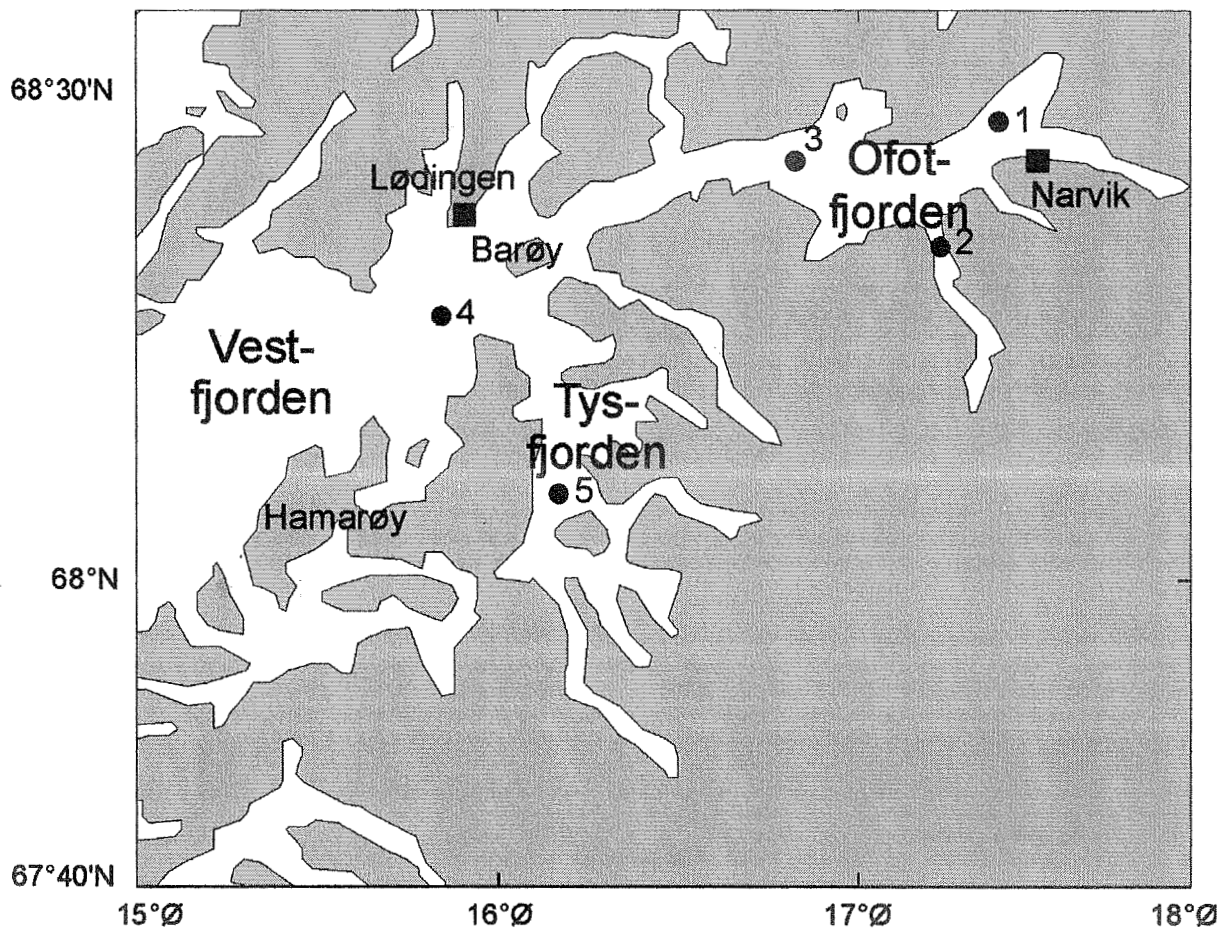 68°30'N
1
3
Ofot-
fjorden
Narvik
Lødingen
Barøy
2
4
Vest-
fjorden
Tys-
fjorden
5
Hamarøy
68°N
67°40'N
15°Ø
16°Ø
17°Ø
18°Ø